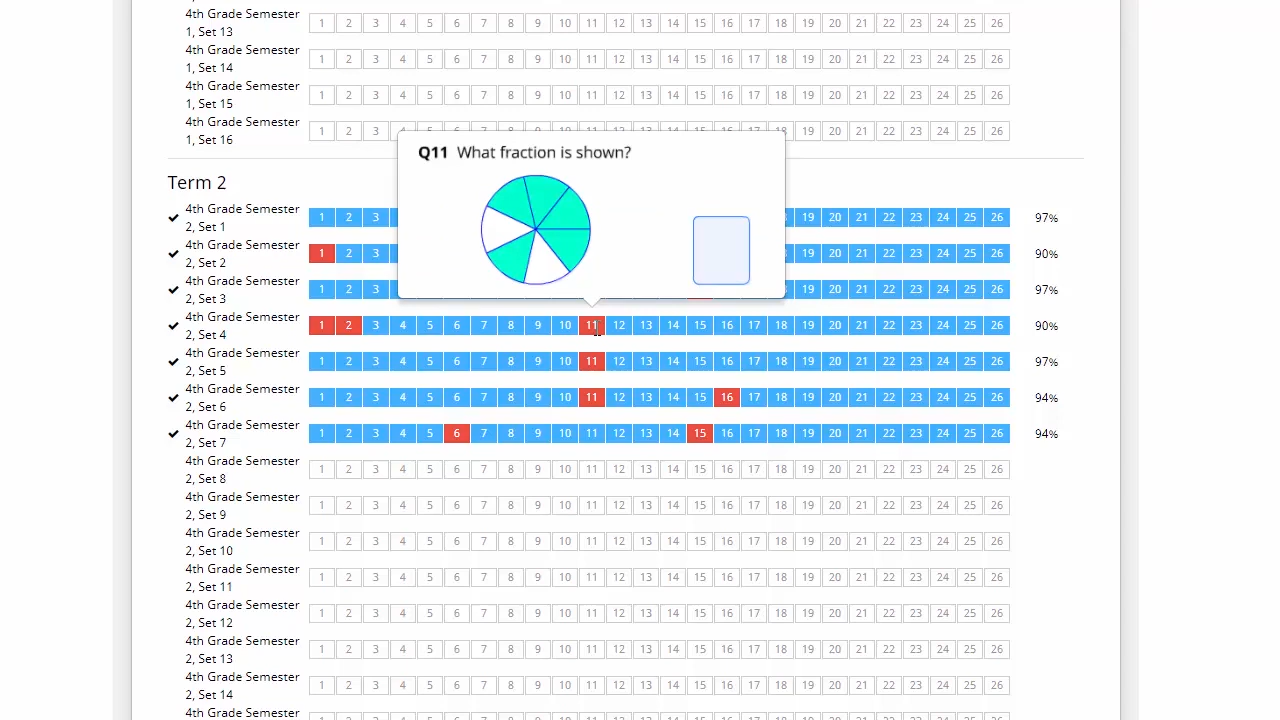 4th Grade Semester
1, Set 13
1 2 3 4 5 6 7 8 9 10 11 12 13 14 15 16 17 18 19 20 21 22 23 24 25 26
4th Grade Semester
1, Set 14
1 2 3 4 5 6 7 8 9 10 11 12 13 14 15 16 17 18 19 20 21 22 23 24 25 26
4th Grade Semester
1, Set 15
1 2 3 4 5 6 7 8 9 10 11 12 13 14 15 16 17 18 19 20 21 22 23 24 25 26
4th Grade Semester
1, Set 16
1 2 3 19 20 21 22 23 24 25 26
Q11 What fraction is shown?
Term 2
4th Grade Semester
2, Set 1
1 2 3 19 20 21 22 23 24 25 26 97%
4th Grade Semester
2, Set 2
1 2 3 19 20 21 22 23 24 25 26 90%
4th Grade Semester
2, Set 3
1 2 3 19 20 21 22 23 24 25 26 97%
4th Grade Semester
2, Set 4
1 2 3 4 5 6 7 8 9 10 11 12 13 14 15 16 17 18 19 20 21 22 23 24 25 26 90%
4th Grade Semester
2, Set 5
1 2 3 4 5 6 7 8 9 10 11 12 13 14 15 16 17 18 19 20 21 22 23 24 25 26 97%
4th Grade Semester
2, Set 6
1 2 3 4 5 6 7 8 9 10 11 12 13 14 15 16 17 18 19 20 21 22 23 24 25 26 94%
4th Grade Semester
2, Set 7
1 2 3 4 5 6 7 8 9 10 11 12 13 14 15 16 17 18 19 20 21 22 23 24 25 26 94%
4th Grade Semester
2, Set 8
1 2 3 4 5 6 7 8 9 10 11 12 13 14 15 16 17 18 19 20 21 22 23 24 25 26
4th Grade Semester
2, Set 9
1 2 3 4 5 6 7 8 9 10 11 12 13 14 15 16 17 18 19 20 21 22 23 24 25 26
4th Grade Semester
2, Set 10
1 2 3 4 5 6 7 8 9 10 11 12 13 14 15 16 17 18 19 20 21 22 23 24 25 26
4th Grade Semester
2, Set 11
1 2 3 4 5 6 7 8 9 10 11 12 13 14 15 16 17 18 19 20 21 22 23 24 25 26
4th Grade Semester
2, Set 12
1 2 3 4 5 6 7 8 9 10 11 12 13 14 15 16 17 18 19 20 21 22 23 24 25 26
4th Grade Semester
2, Set 13
1 2 3 4 5 6 7 8 9 10 11 12 13 14 15 16 17 18 19 20 21 22 23 24 25 26
4th Grade Semester
2, Set 14
1 2 3 4 5 6 7 8 9 10 11 12 13 14 15 16 17 18 19 20 21 22 23 24 25 26
4th Grade Semester